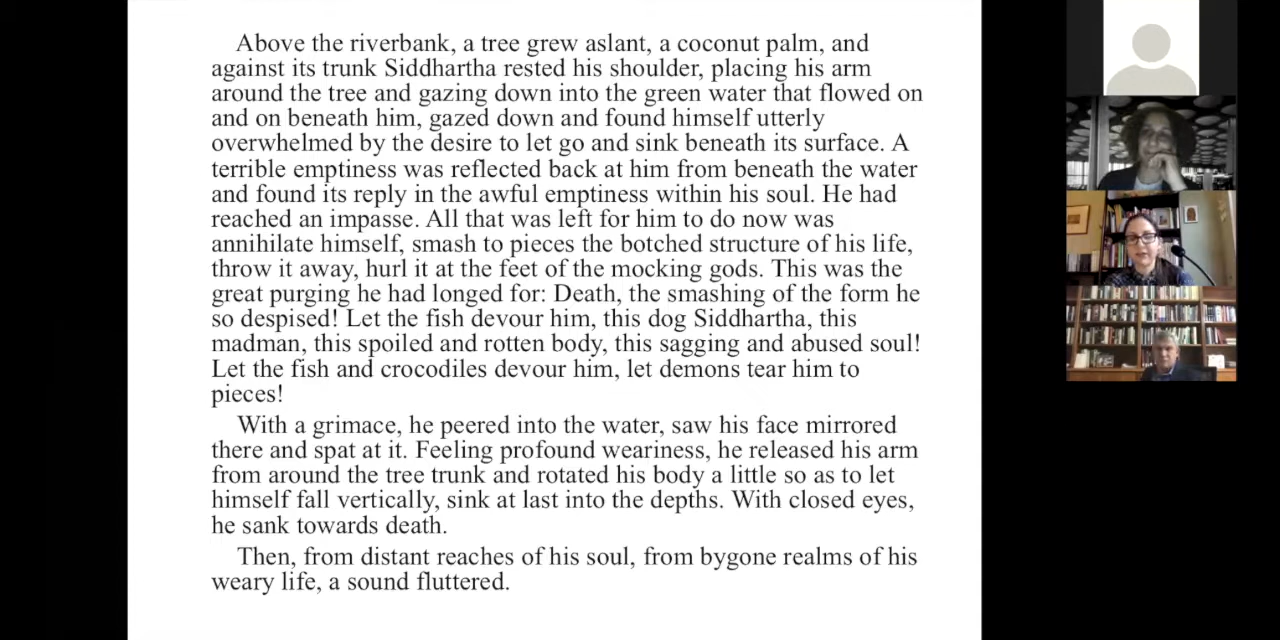 Above the riverbank, a tree grew aslant, a coconut palm, and
against its trunk Siddhartha rested his shoulder, placing his arm
around the tree and gazing down into the green water that flowed on
and on beneath him, gazed down and found himself utterly
overwhelmed by the desire to let go and sink beneath its surface. A
terrible emptiness was reflected back at him from beneath the water
and found its reply in the awful emptiness within his soul. He had
reached an impasse. All that was left for him to do now was
annihilate himself, smash to pieces the botched structure of his life,
throw it away, hurl it at the feet of the mocking gods. This was the
great purging he had longed for: Death, the smashing of the form he
so despised! Let the fish devour him, this dog Siddhartha, this
madman, this spoiled and rotten body, this sagging and abused soul!
Let the fish and crocodiles devour him, let demons tear him to
pieces!
With a grimace, he peered into the water, saw his face mirrored
there and spat at it. Feeling profound weariness, he released his arm
from around the tree trunk and rotated his body a little so as to let
himself fall vertically, sink at last into the depths. With closed eyes,
he sank towards death.
Then, from distant reaches of his soul, from bygone realms of his
weary life, a sound fluttered.